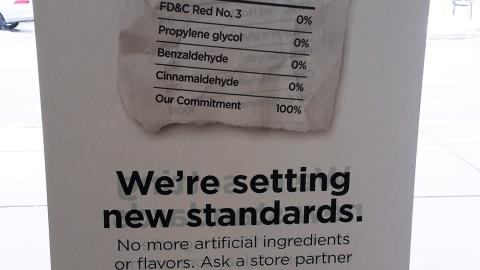 FD&C Red No. 3 0%
Propylene glycol 0%
Benzaldehyde 0%
Cinnamaldehyde 0%
Our Commitment 100%
We're setting
new standards.
No more artificial ingredients
or flavors. Ask a store partner